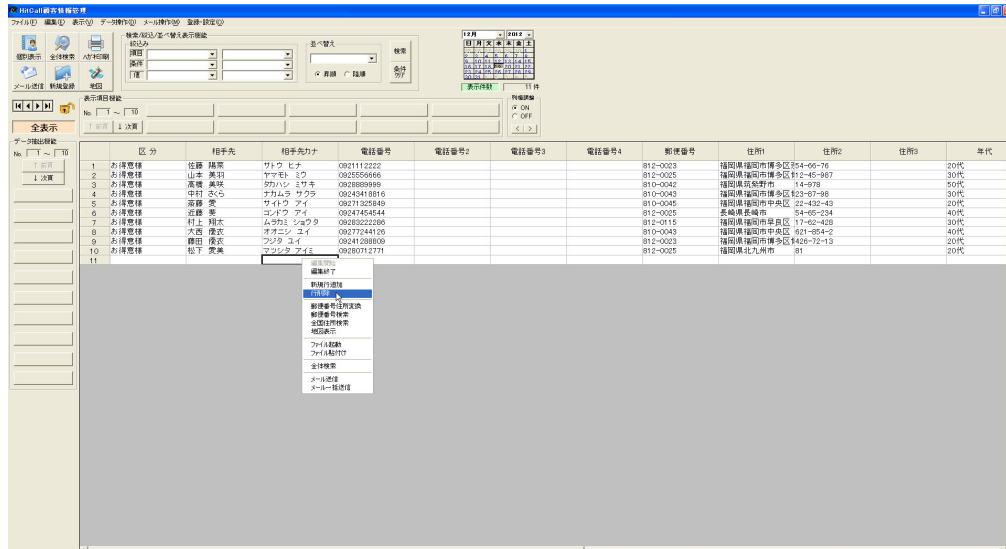 HitCall顧客情報管理
ファイル(F) 編集(E) 表示(V) データ操作(D) メール操作(M) 登録・設定(O)
個別表示 全体検索 ハガキ印刷
メール送信 新規登録 地図
検索/絞込/並べ替え表示機能
絞込み
項目
条件
値
並べ替え
昇順 降順
検索
条件クリア
12月 2012
日 月 火 水 木 金 土
表示件数 11 件
全表示
表示項目機能
No. 1 ～ 10
↑ 前頁 ↓ 次頁
列幅調整
ON
OFF
< >
データ抽出機能
No. 1 ～ 10
↑ 前頁
↓ 次頁
区分 相手先 相手先カナ 電話番号 電話番号2 電話番号3 電話番号4 郵便番号 住所1 住所2 住所3 年代
1 お得意様 佐藤 陽菜 サトウ ヒナ 0921112222 812-0023 福岡県福岡市博多区 54-66-76 20代
2 お得意様 山本 美羽 ヤマモト ミウ 0925556666 812-0025 福岡県福岡市博多区 12-45-987 30代
3 お得意様 高橋 美咲 タカハシ ミサキ 0928889999 810-0042 福岡県筑紫野市 14-978 50代
4 お得意様 中村 さくら ナカムラ サクラ 09243418816 810-0043 福岡県福岡市博多区 23-87-98 30代
5 お得意様 斎藤 愛 サイトウ アイ 09271325849 810-0045 福岡県福岡市中央区 22-432-43 20代
6 お得意様 近藤 葵 コンドウ アイ 09247454544 812-0025 長崎県長崎市 54-65-234 40代
7 お得意様 村上 翔太 ムラカミ ショウタ 09283222286 812-0115 福岡県福岡市早良区 17-62-428 30代
8 お得意様 大西 優衣 オオニシ ユイ 09277244126 810-0043 福岡県福岡市中央区 621-854-2 40代
9 お得意様 藤田 優衣 フジタ ユイ 09241288809 812-0023 福岡県福岡市博多区 1426-72-13 20代
10 お得意様 松下 愛美 マツシタ アイミ 09280712771 812-0025 福岡県北九州市 81 20代
11
編集開始
編集終了
新規行追加
行削除
郵便番号住所変換
郵便番号検索
全国住所検索
地図表示
ファイル起動
ファイル貼付け
全体検索
メール送信
メール一括送信